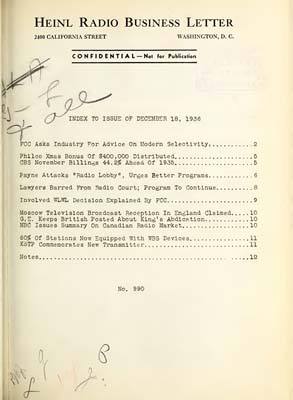 HEINL RADIO BUSINESS LETTER
2400 CALIFORNIA STREET WASHINGTON, D. C.
CONFIDENTIAL—Not for Publication
INDEX TO ISSUE OF DECEMBER 18, 1936
FCC Asks Industry For Advice On Modern Selectivity............2
Philco Xmas Bonus Of $400,000 Distributed.....................5
CBS November Billings 44.2% Ahead Of 1935.....................5
Payne Attacks "Radio Lobby", Urges Better Programs............6
Lawyers Barred From Radio Court; Program To Continue..........8
Involved WLWL Decision Explained By FCC.......................9
Moscow Television Broadcast Reception In England Claimed.....10
G.E. Keeps British Posted About King's Abdication............10
NBC Issues Summary On Canadian Radio Market..................10
60% Of Stations Now Equipped With WBS Devices................11
KSTP Commemorates New Transmitter............................11
Notes........................................................12
No. 990